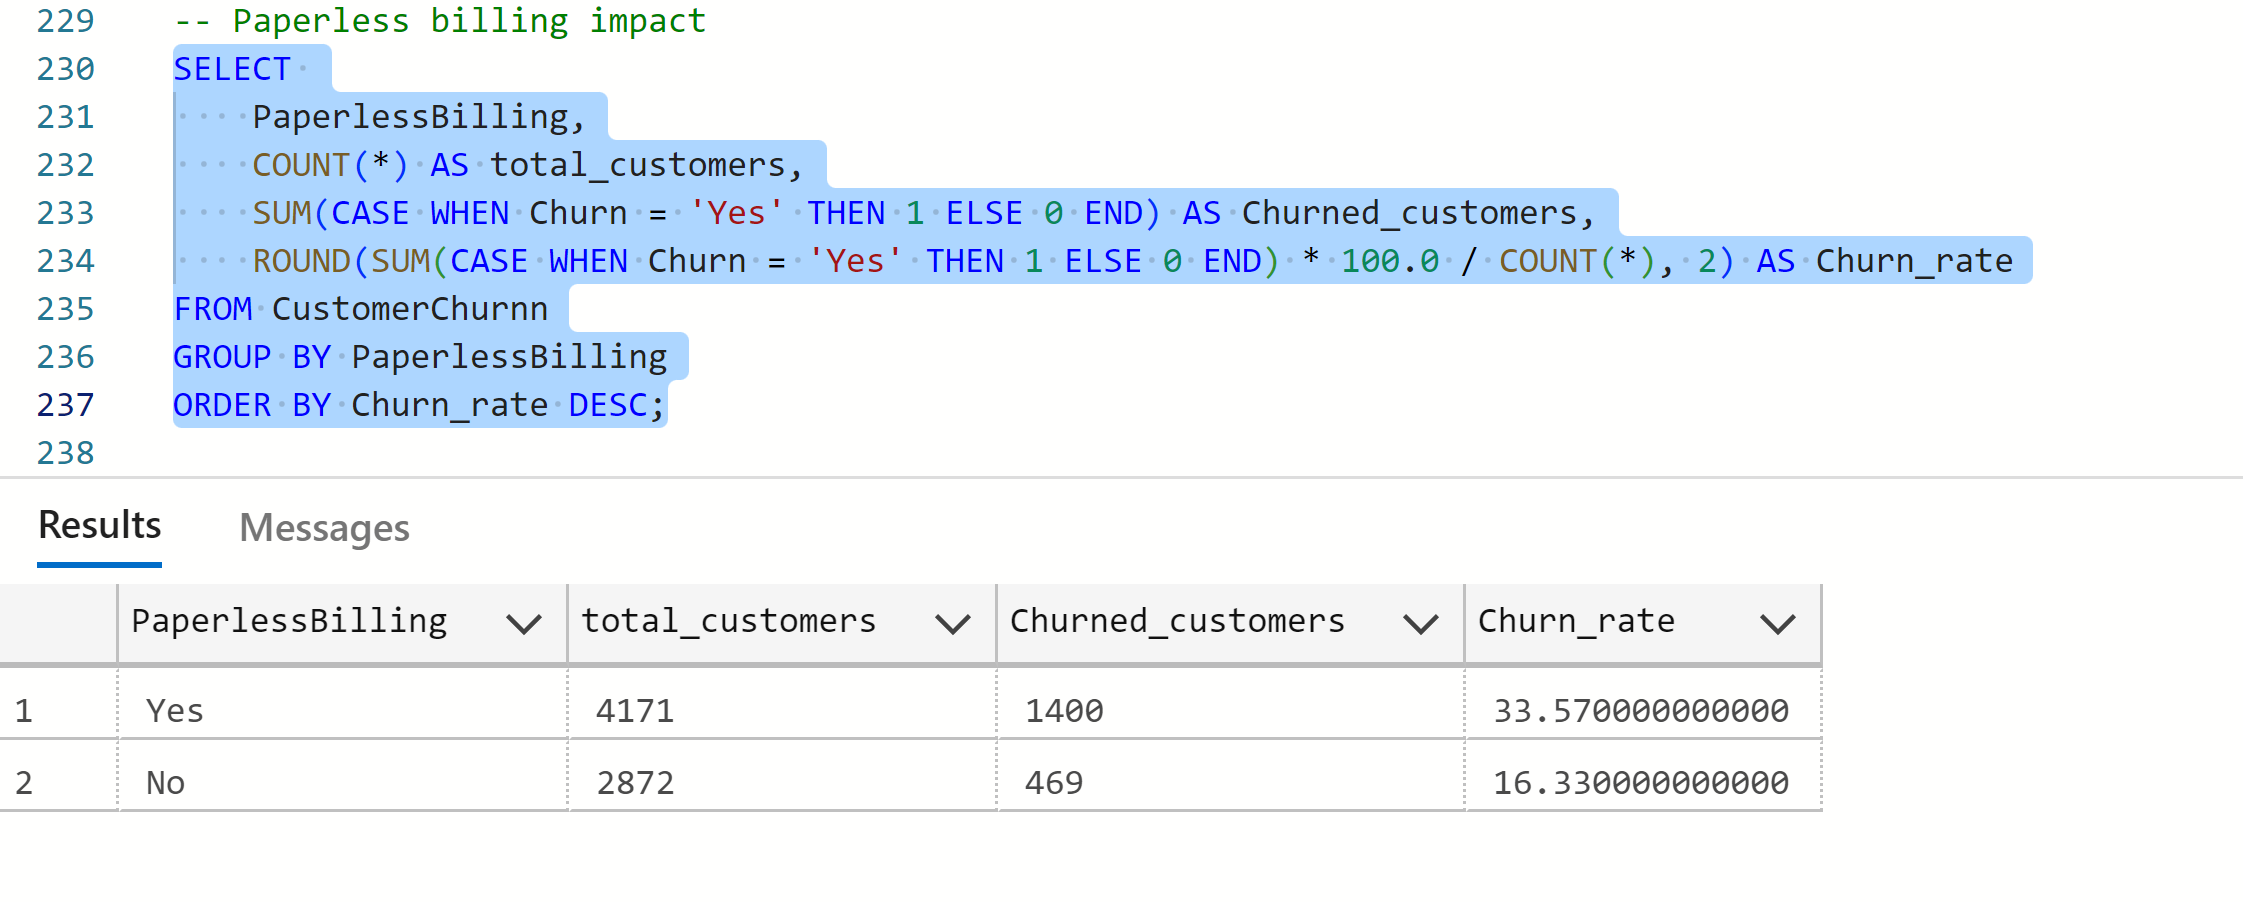 229 -- Paperless billing impact
230 SELECT
231 PaperlessBilling,
232 COUNT(*) AS total_customers,
233 SUM(CASE WHEN Churn = 'Yes' THEN 1 ELSE 0 END) AS Churned_customers,
234 ROUND(SUM(CASE WHEN Churn = 'Yes' THEN 1 ELSE 0 END) * 100.0 / COUNT(*), 2) AS Churn_rate
235 FROM CustomerChurnn
236 GROUP BY PaperlessBilling
237 ORDER BY Churn_rate DESC;
238
Results Messages
PaperlessBilling total_customers Churned_customers Churn_rate
1 Yes 4171 1400 33.570000000000
2 No 2872 469 16.330000000000